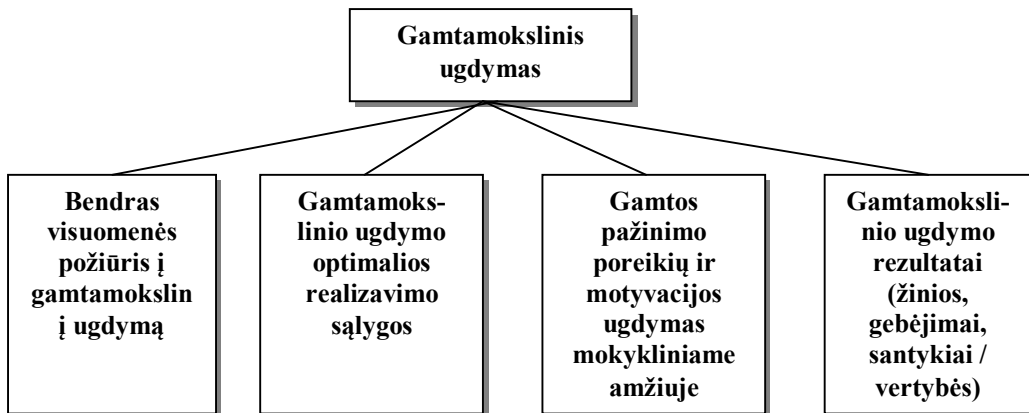 Gamtamokslinis
ugdymas
Bendras
visuomenės
požiūris į
gamtamokslin
į ugdymą
Gamtamoks-
linio ugdymo
optimalios
realizavimo
sąlygos
Gamtos
pažinimo
poreikių ir
motyvacijos
ugdymas
mokykliniame
amžiuje
Gamtamoksli-
nio ugdymo
rezultatai
(žinios,
gebėjimai,
santykiai /
vertybės)